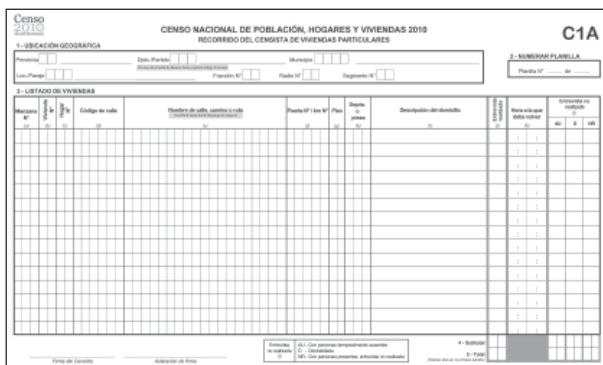 Censo
2010
CENSO NACIONAL DE POBLACIÓN, HOGARES Y VIVIENDAS 2010
RECORRIDO DEL CENSISTA DE VIVIENDAS PARTICULARES
C1A
1 - UBICACIÓN GEOGRÁFICA
2 - NUMERAR PLANILLA
Provincia
Dpto./Partido
Municipio
Planilla N° ...... de ......
Loc./Paraje
Fracción N°
Radio N°
Segmento N°
3 - LISTADO DE VIVIENDAS
Manzana N°
Vivienda N°
Hogar N°
Código de calle
Nombre de calle, camino o ruta
Puerta N° / km N°
Piso
Depto. o pieza
Descripción del domicilio
Entrevista realizada
Hora a la que debe volver
Entrevista no realizada
AU
D
NR
Entrevista no realizada
AU - Con personas temporalmente ausentes
D - Deshabitada
NR - Con personas presentes, entrevista no realizada
4 - Subtotal
5 - Total
Firma del Censista
Aclaración de firma